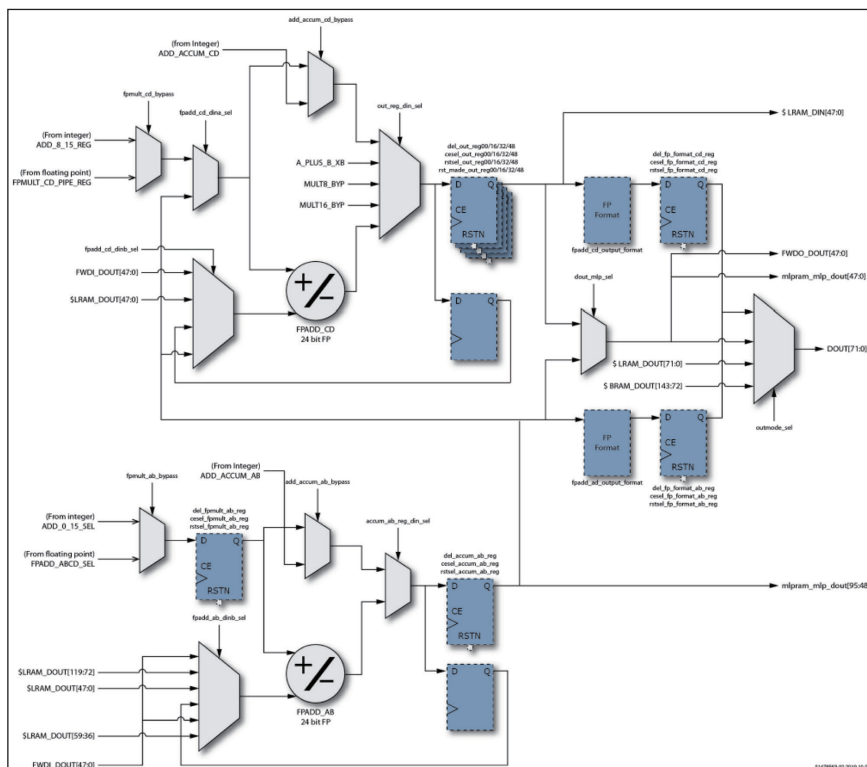 add_accum_cd_bypass
(from Integer)
ADD_ACCUM_CD
fpmult_cd_bypass
fpadd_cd_dina_sel
out_reg_din_sel
$ LRAM_DIN[47:0]
(From integer)
ADD_8_15_REG
A_PLUS_B_XB
del_out_reg00/16/32/48
cesel_out_reg00/16/32/48
rstsel_out_reg00/16/32/48
rst_made_out_reg00/16/32/48
del_fp_format_cd_reg
cesel_fp_format_cd_reg
rstsel_fp_format_cd_reg
(From floating point)
FPMULT_CD_PIPE_REG
MULT8_BYP
MULT16_BYP
D Q
CE
RSTN
FP
Format
D Q
CE
RSTN
fpadd_cd_output_format
fpadd_cd_dinb_sel
FWDI_DOUT[47:0]
$LRAM_DOUT[47:0]
FPADD_CD
24 bit FP
D Q
dout_mlp_sel
FWDO_DOUT[47:0]
mlpram_mlp_dout[47:0]
DOUT[71:0]
$ LRAM_DOUT[71:0]
$ BRAM_DOUT[143:72]
outmode_sel
FP
Format
D Q
CE
RSTN
fpadd_ad_output_format
del_fp_format_ab_reg
cesel_fp_format_ab_reg
rstsel_fp_format_ab_reg
fpmult_ab_bypass
(From Integer)
ADD_ACCUM_AB
add_accum_ab_bypass
(From integer)
ADD_0_15_SEL
del_fpmult_ab_reg
cesel_fpmult_ab_reg
rstsel_fpmult_ab_reg
accum_ab_reg_din_sel
(From floating point)
FPADD_ABCD_SEL
D Q
CE
RSTN
del_accum_ab_reg
cesel_accum_ab_reg
rstsel_accum_ab_reg
D Q
CE
RSTN
mlpram_mlp_dout[95:48
fpadd_ab_dinb_sel
$LRAM_DOUT[119:72]
$LRAM_DOUT[47:0]
$LRAM_DOUT[59:36]
FWDI_DOUT[47:0]
FPADD_AB
24 bit FP
D Q